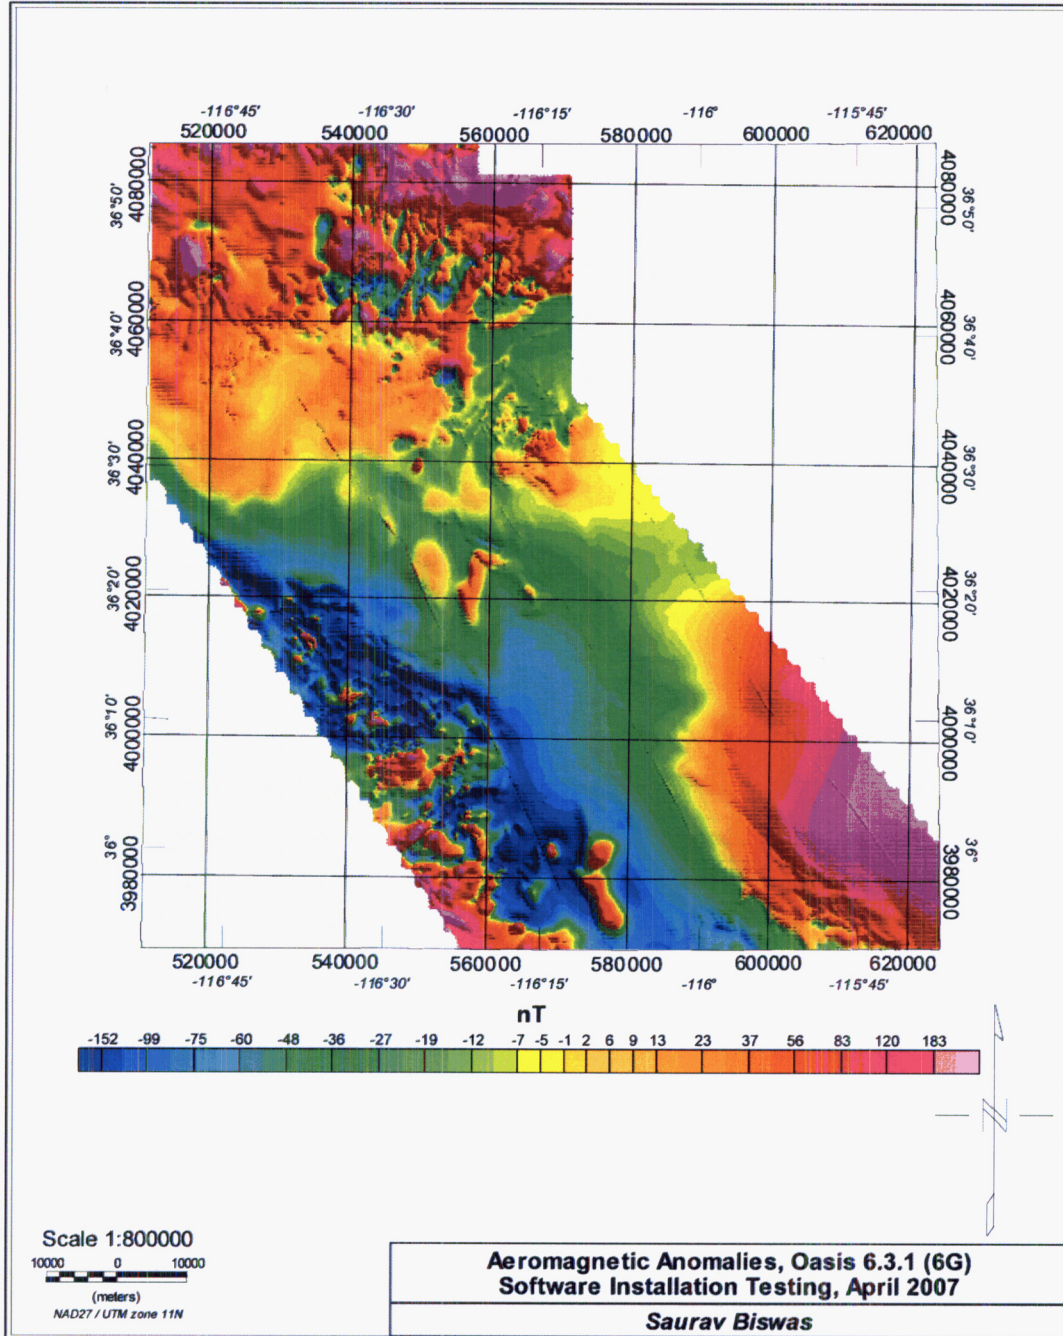 -116°45' -116°30' -116°15' -116° -115°45'
520000 540000 560000 580000 600000 620000
4080000 4080000
36°50' 36°50'
4060000 4060000
36°40' 36°40'
4040000 4040000
36°30' 36°30'
4020000 4020000
36°20' 36°20'
4000000 4000000
36°10' 36°10'
3980000 3980000
36° 36°
520000 540000 560000 580000 600000 620000
-116°45' -116°30' -116°15' -116° -115°45'
nT
-152 -99 -75 -60 -48 -36 -27 -19 -12 -7 -5 -1 2 6 9 13 23 37 56 83 120 183
Scale 1:800000
10000 0 10000
(meters)
NAD27 / UTM zone 11N
Aeromagnetic Anomalies, Oasis 6.3.1 (6G)
Software Installation Testing, April 2007
Saurav Biswas